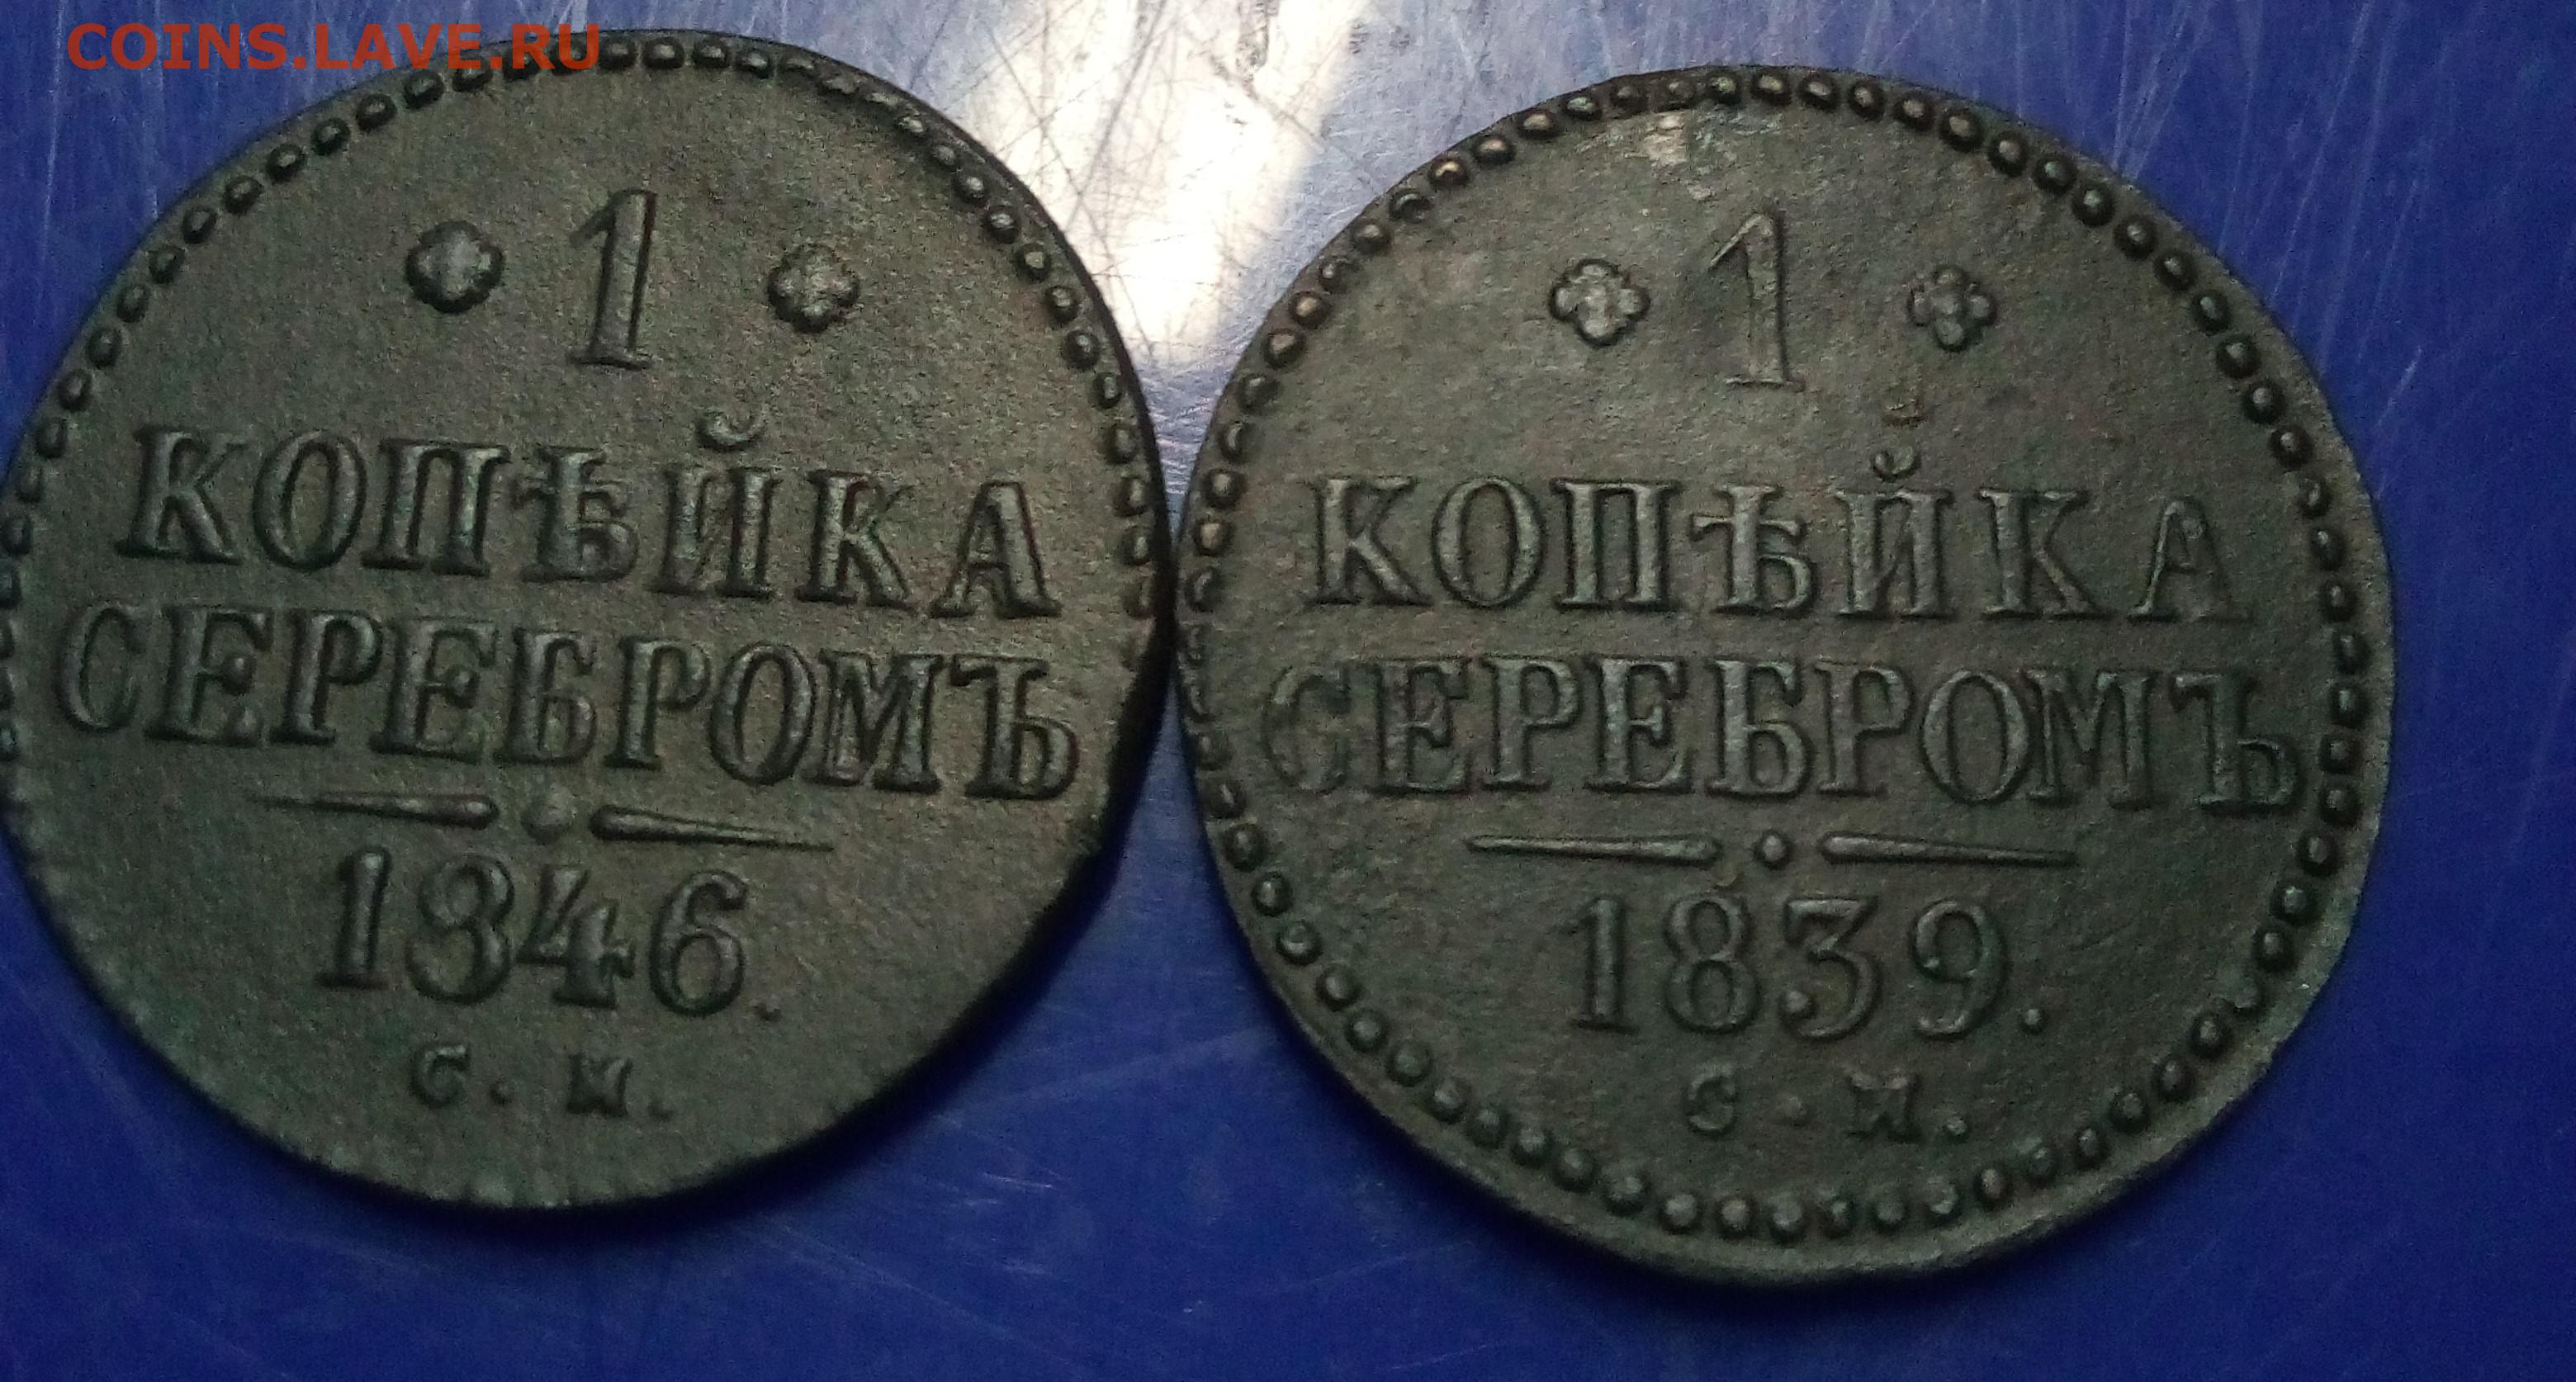 COINS.LAVE.RU
1
КОПѢЙКА
СЕРЕБРОМЪ
1846.
С. М.
1
КОПѢЙКА
СЕРЕБРОМЪ
1839.
С. М.